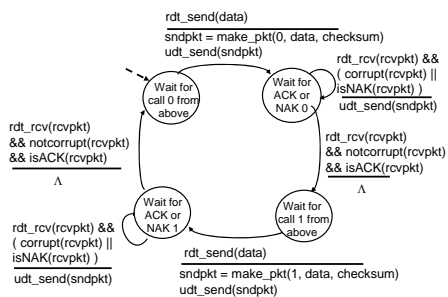 rdt_send(data)
sndpkt = make_pkt(0, data, checksum)
udt_send(sndpkt)
Wait for
call 0 from
above
Wait for
ACK or
NAK 0
rdt_rcv(rcvpkt) &&
( corrupt(rcvpkt) ||
isNAK(rcvpkt) )
udt_send(sndpkt)
rdt_rcv(rcvpkt)
&& notcorrupt(rcvpkt)
&& isACK(rcvpkt)
Λ
rdt_rcv(rcvpkt)
&& notcorrupt(rcvpkt)
&& isACK(rcvpkt)
Λ
Wait for
ACK or
NAK 1
Wait for
call 1 from
above
rdt_rcv(rcvpkt) &&
( corrupt(rcvpkt) ||
isNAK(rcvpkt) )
udt_send(sndpkt)
rdt_send(data)
sndpkt = make_pkt(1, data, checksum)
udt_send(sndpkt)